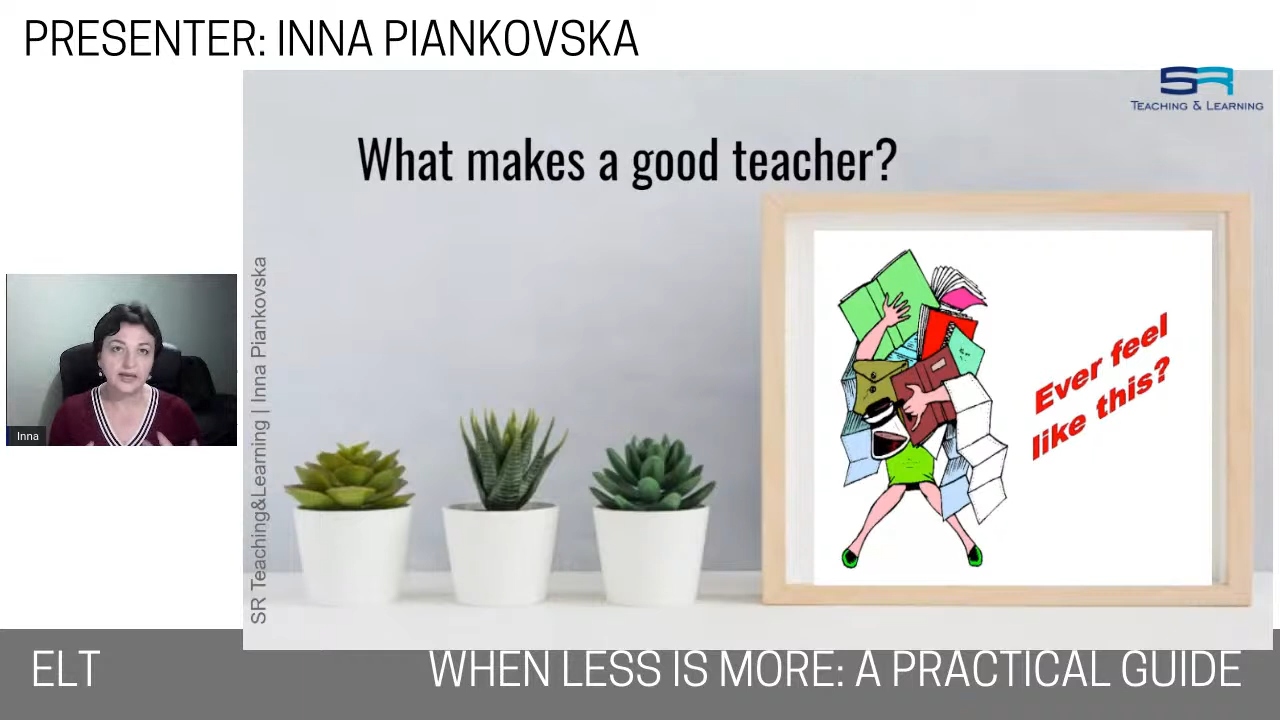 PRESENTER: INNA PIANKOVSKA
SR
TEACHING & LEARNING
What makes a good teacher?
Ever feel
like this?
SR Teaching&Learning | Inna Piankovska
Inna
ELT
WHEN LESS IS MORE: A PRACTICAL GUIDE